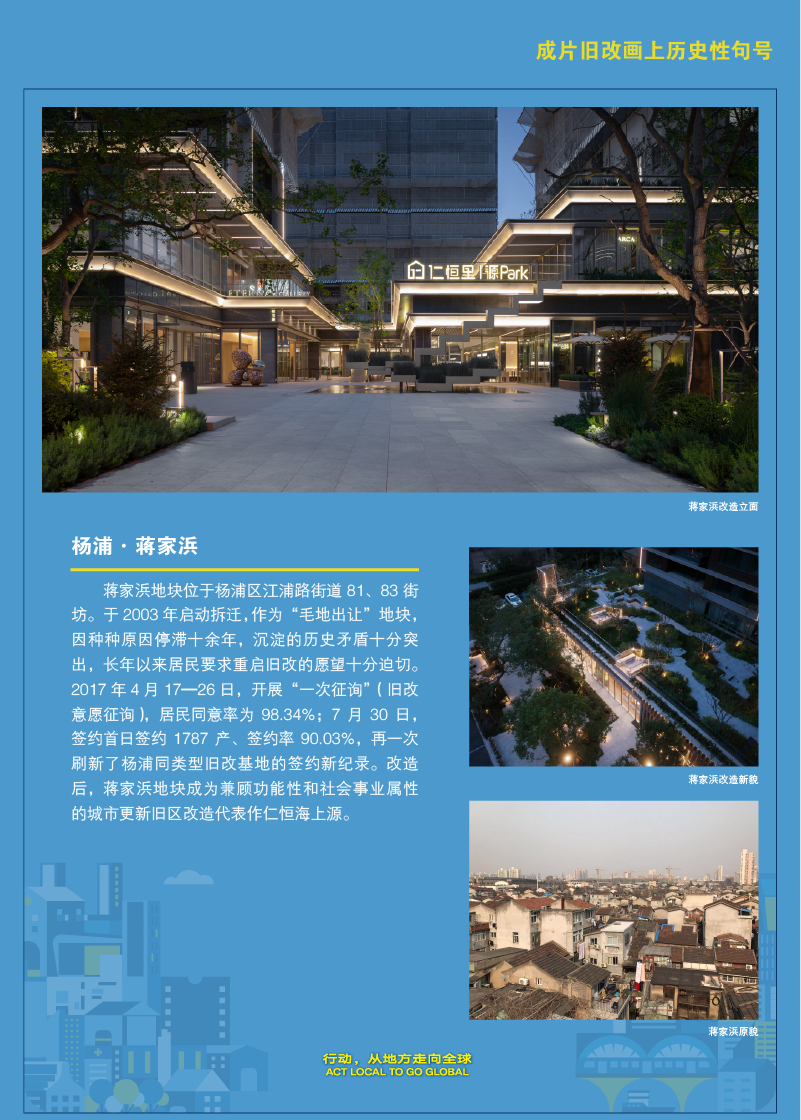 成片旧改画上历史性句号
仁恒里 源Park
ARCA
蒋家浜改造立面
杨浦·蒋家浜
蒋家浜地块位于杨浦区江浦路街道 81、83 街
坊。于 2003 年启动拆迁，作为“毛地出让”地块，
因种种原因停滞十余年，沉淀的历史矛盾十分突
出，长年以来居民要求重启旧改的愿望十分迫切。
2017 年 4 月 17—26 日，开展“一次征询”（旧改
意愿征询），居民同意率为 98.34%；7 月 30 日，
签约首日签约 1787 产、签约率 90.03%，再一次
刷新了杨浦同类型旧改基地的签约新纪录。改造
后，蒋家浜地块成为兼顾功能性和社会事业属性
的城市更新旧区改造代表作仁恒海上源。
蒋家浜改造新貌
蒋家浜原貌
行动，从地方走向全球
ACT LOCAL TO GO GLOBAL